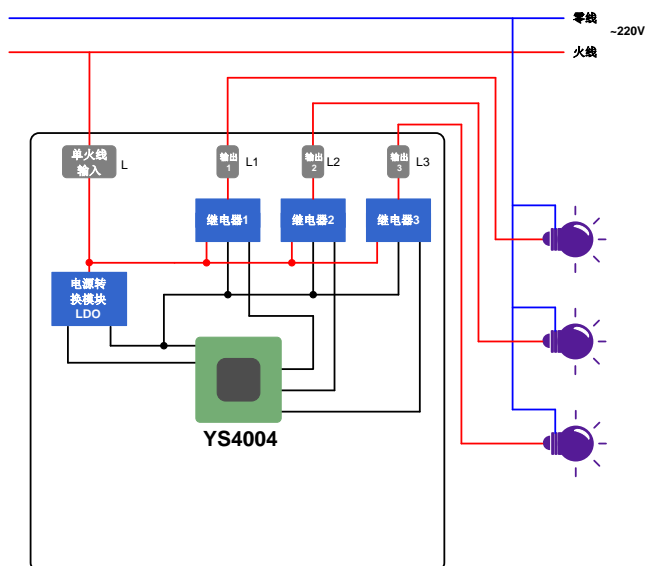 零线
~220V
火线
单火线
输入
L
输出
1
L1
输出
2
L2
输出
3
L3
继电器1
继电器2
继电器3
电源转
换模块
LDO
YS4004